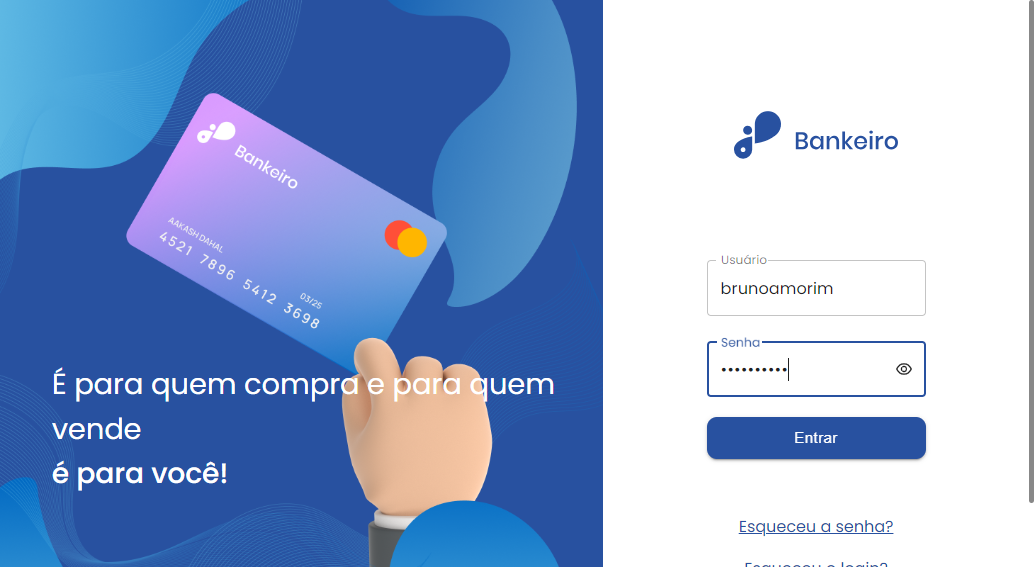 Bankeiro
AAKASH DAHAL
4521 7896 5412 3698
03/25
É para quem compra e para quem
vende
é para você!
Bankeiro
Usuário
brunoamorim
Senha
••••••••••
Entrar
Esqueceu a senha?
Esqueceu o login?